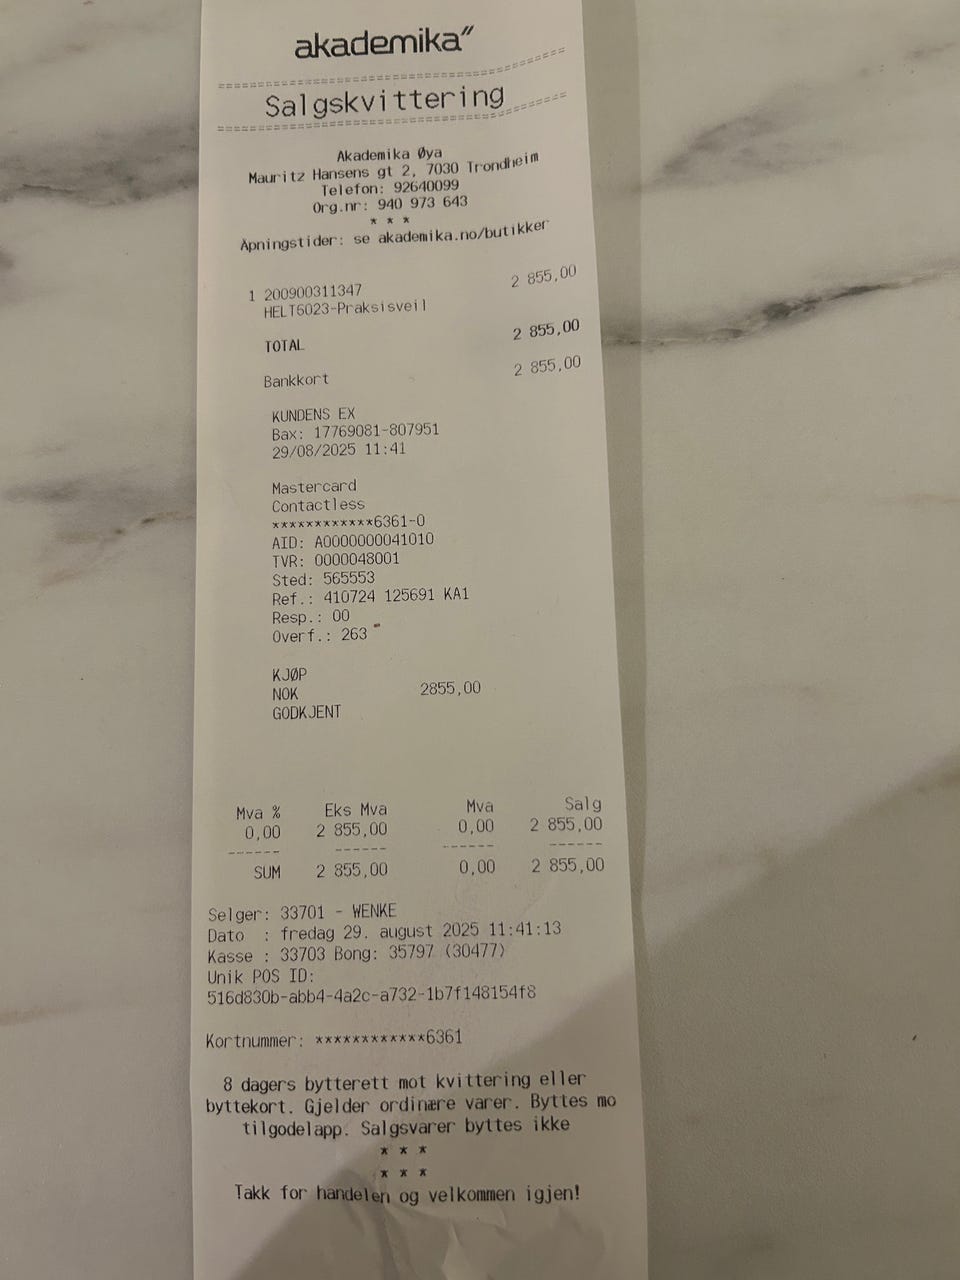 akademika"
Salgskvittering
Akademika Øya
Mauritz Hansens gt 2, 7030 Trondheim
Telefon: 92640099
Org.nr: 940 973 643
* * *
Åpningstider: se akademika.no/butikker
1 200900311347 2 855,00
HELT6023-Praksisveil
TOTAL 2 855,00
Bankkort 2 855,00
KUNDENS EX
Bax: 17769081-807951
29/08/2025 11:41
Mastercard
Contactless
************6361-0
AID: A0000000041010
TVR: 0000048001
Sted: 565553
Ref.: 410724 125691 KA1
Resp.: 00
Overf.: 263
KJØP
NOK 2855,00
GODKJENT
Mva % Eks Mva Mva Salg
0,00 2 855,00 0,00 2 855,00
------ ------ ------ ------
SUM 2 855,00 0,00 2 855,00
Selger: 33701 - WENKE
Dato : fredag 29. august 2025 11:41:13
Kasse : 33703 Bong: 35797 (30477)
Unik POS ID:
516d830b-abb4-4a2c-a732-1b7f148154f8
Kortnummer: ************6361
8 dagers bytterett mot kvittering eller
byttekort. Gjelder ordinære varer. Byttes mo
tilgodelapp. Salgsvarer byttes ikke
* * *
* * *
Takk for handelen og velkommen igjen!